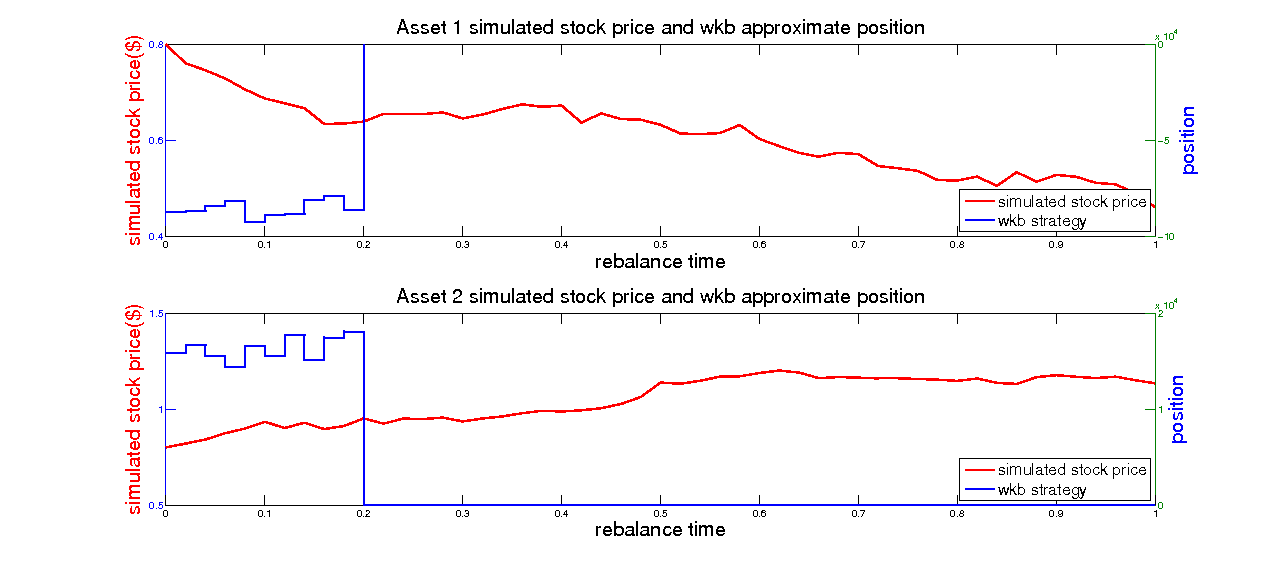 Asset 1 simulated stock price and wkb approximate position
x 10^4
simulated stock price($)
0.8
0.6
0.4
0
−5
−10
position
simulated stock price
wkb strategy
0 0.1 0.2 0.3 0.4 0.5 0.6 0.7 0.8 0.9 1
rebalance time
Asset 2 simulated stock price and wkb approximate position
x 10^4
simulated stock price($)
1.5
1
0.5
2
1
0
position
simulated stock price
wkb strategy
0 0.1 0.2 0.3 0.4 0.5 0.6 0.7 0.8 0.9 1
rebalance time